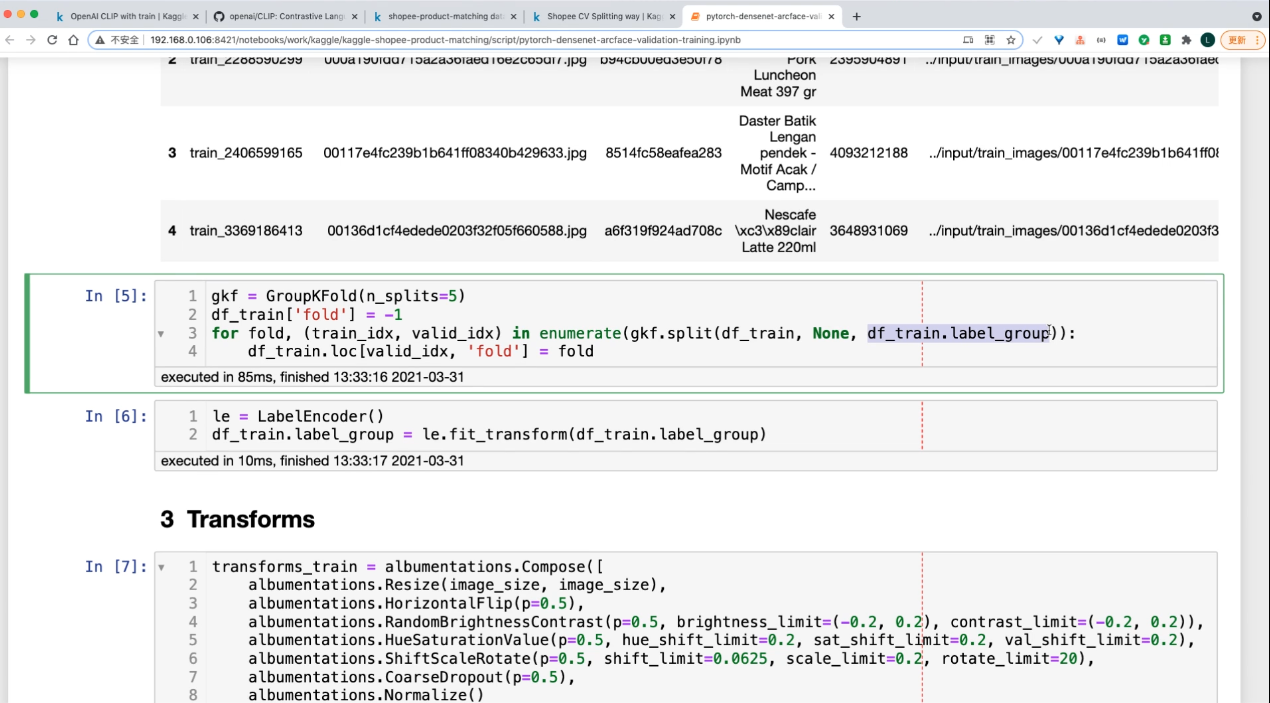 OpenAI CLIP with train | Kaggle
openai/CLIP: Contrastive Lang
shopee-product-matching dat
Shopee CV Splitting way | Kag
pytorch-densenet-arcface-val
不安全 192.168.0.106:8421/notebooks/work/kaggle/kaggle-shopee-product-matching/script/pytorch-densenet-arcface-validation-training.ipynb
更新
2 train_2288590299 000a190fdd715a2a36faed16e2c65df7.jpg b94cb00ed3e50f78 Pork Luncheon Meat 397 gr 2395904891 ../input/train_images/000a190fdd715a2a36faec
3 train_2406599165 00117e4fc239b1b641ff08340b429633.jpg 8514fc58eafea283 Daster Batik Lengan pendek - Motif Acak / Camp... 4093212188 ../input/train_images/00117e4fc239b1b641ff08
4 train_3369186413 00136d1cf4edede0203f32f05f660588.jpg a6f319f924ad708c Nescafe \xc3\x89clair Latte 220ml 3648931069 ../input/train_images/00136d1cf4edede0203f3
In [5]:
1 gkf = GroupKFold(n_splits=5)
2 df_train['fold'] = -1
3 for fold, (train_idx, valid_idx) in enumerate(gkf.split(df_train, None, df_train.label_group)):
4 df_train.loc[valid_idx, 'fold'] = fold
executed in 85ms, finished 13:33:16 2021-03-31
In [6]:
1 le = LabelEncoder()
2 df_train.label_group = le.fit_transform(df_train.label_group)
executed in 10ms, finished 13:33:17 2021-03-31
3 Transforms
In [7]:
1 transforms_train = albumentations.Compose([
2 albumentations.Resize(image_size, image_size),
3 albumentations.HorizontalFlip(p=0.5),
4 albumentations.RandomBrightnessContrast(p=0.5, brightness_limit=(-0.2, 0.2), contrast_limit=(-0.2, 0.2)),
5 albumentations.HueSaturationValue(p=0.5, hue_shift_limit=0.2, sat_shift_limit=0.2, val_shift_limit=0.2),
6 albumentations.ShiftScaleRotate(p=0.5, shift_limit=0.0625, scale_limit=0.2, rotate_limit=20),
7 albumentations.CoarseDropout(p=0.5),
8 albumentations.Normalize()